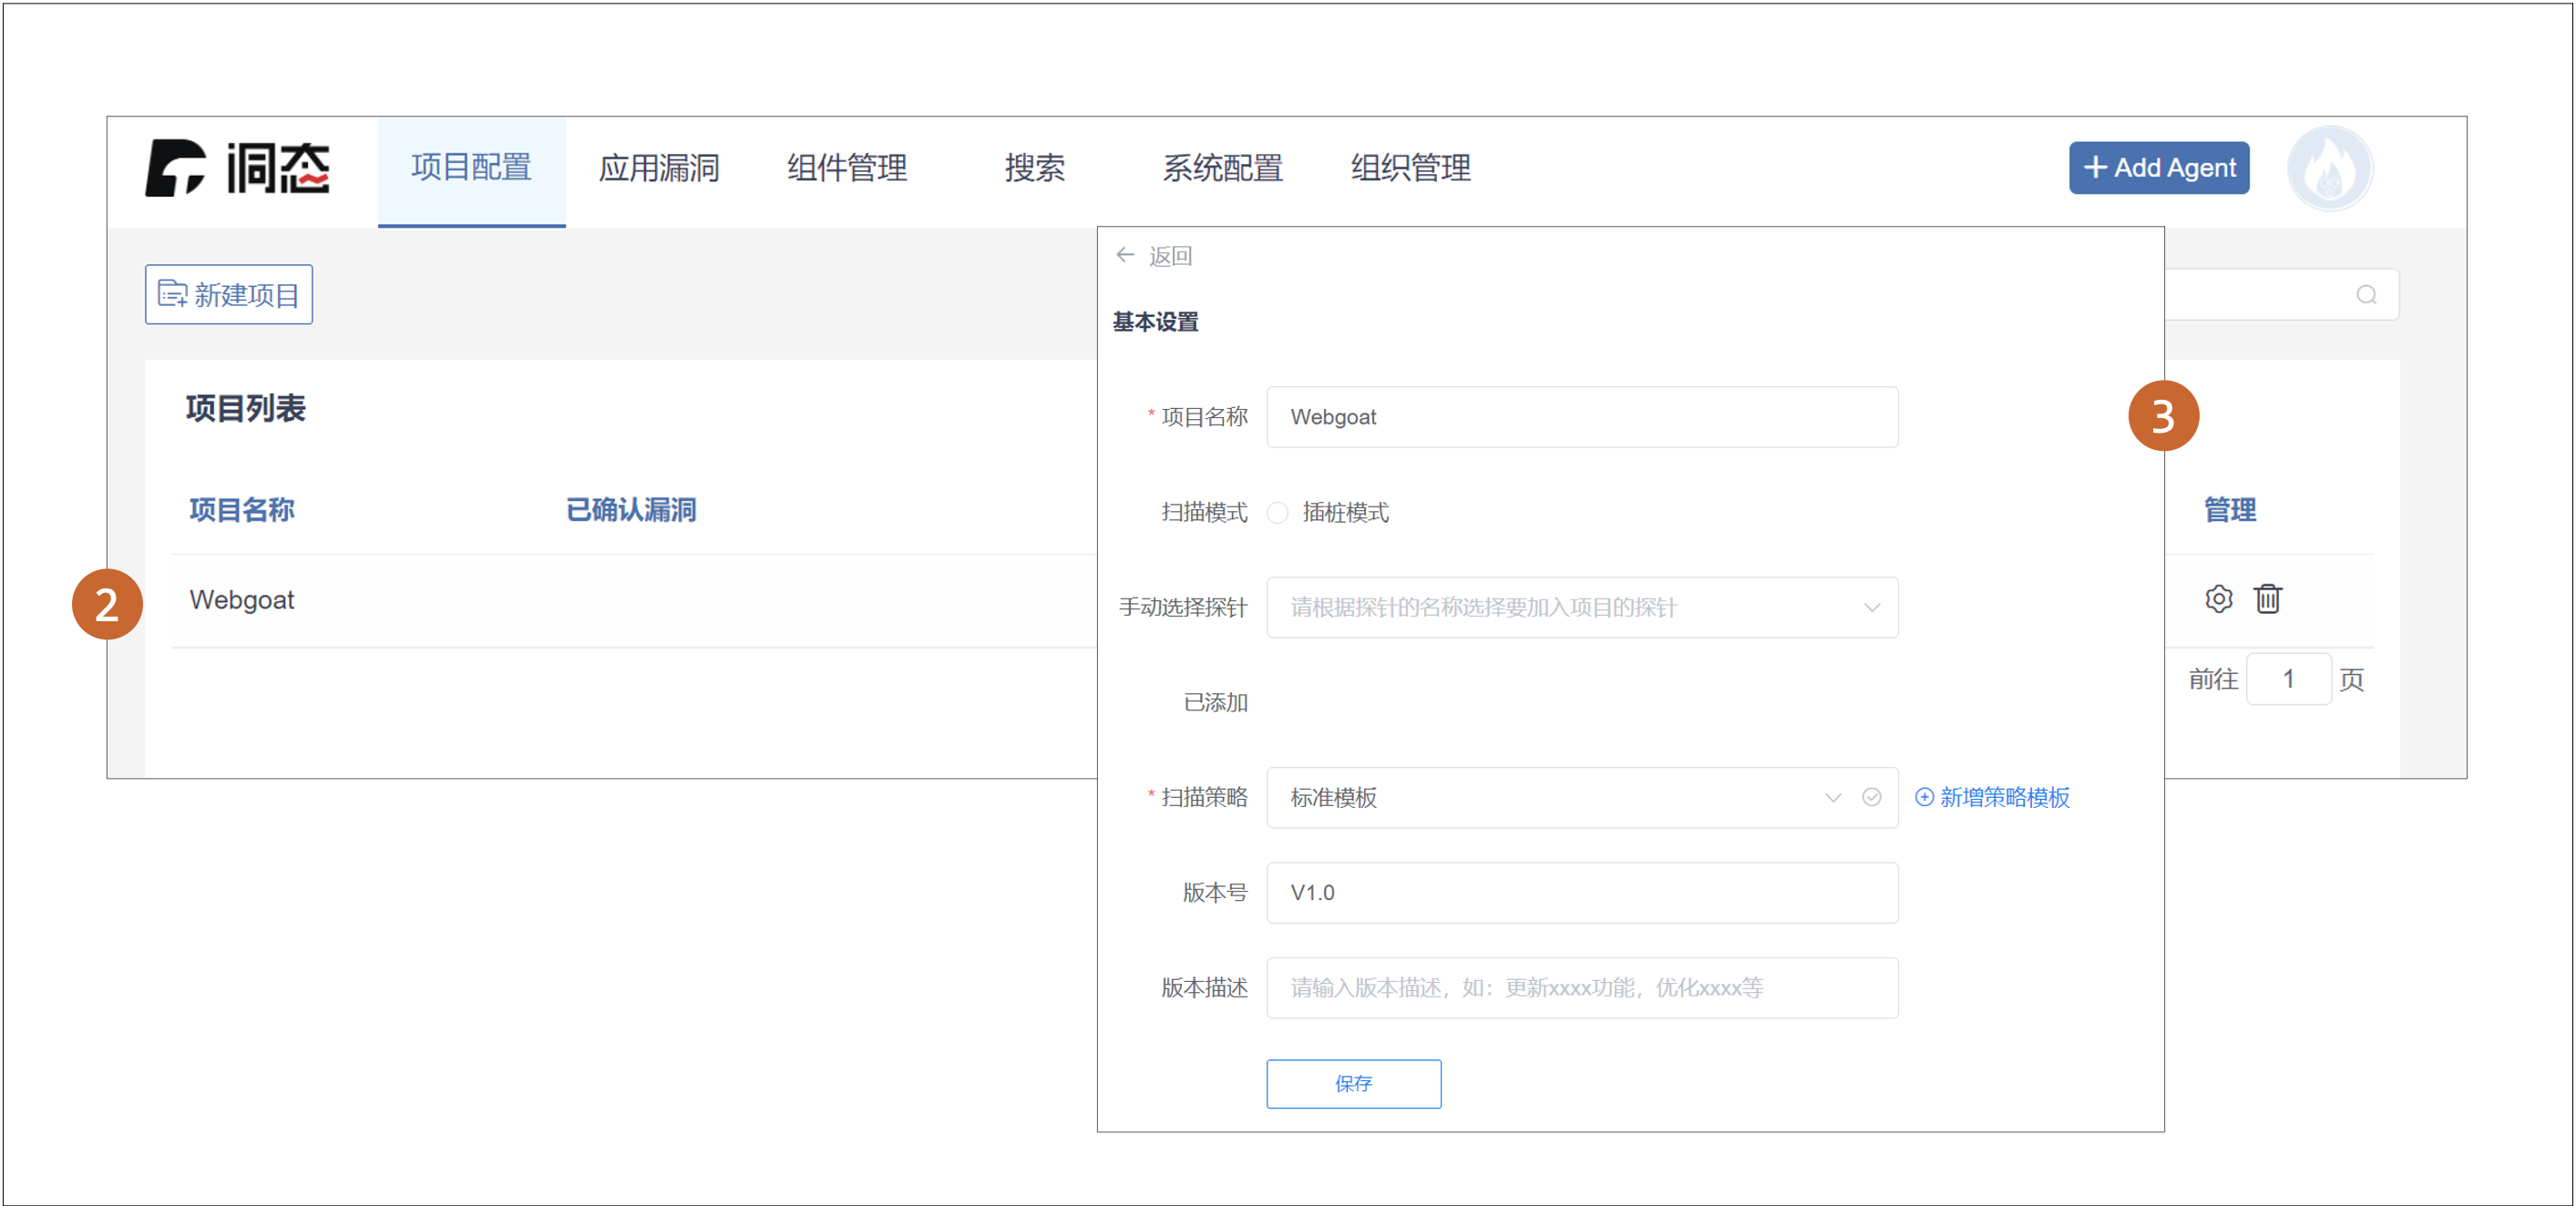 洞态
项目配置
应用漏洞
组件管理
搜索
系统配置
组织管理
+ Add Agent
新建项目
项目列表
项目名称
已确认漏洞
管理
2
Webgoat
前往 1 页
3
← 返回
基本设置
* 项目名称 Webgoat
扫描模式 插桩模式
手动选择探针 请根据探针的名称选择要加入项目的探针
已添加
* 扫描策略 标准模板 新增策略模板
版本号 V1.0
版本描述 请输入版本描述，如：更新xxxx功能，优化xxxx等
保存